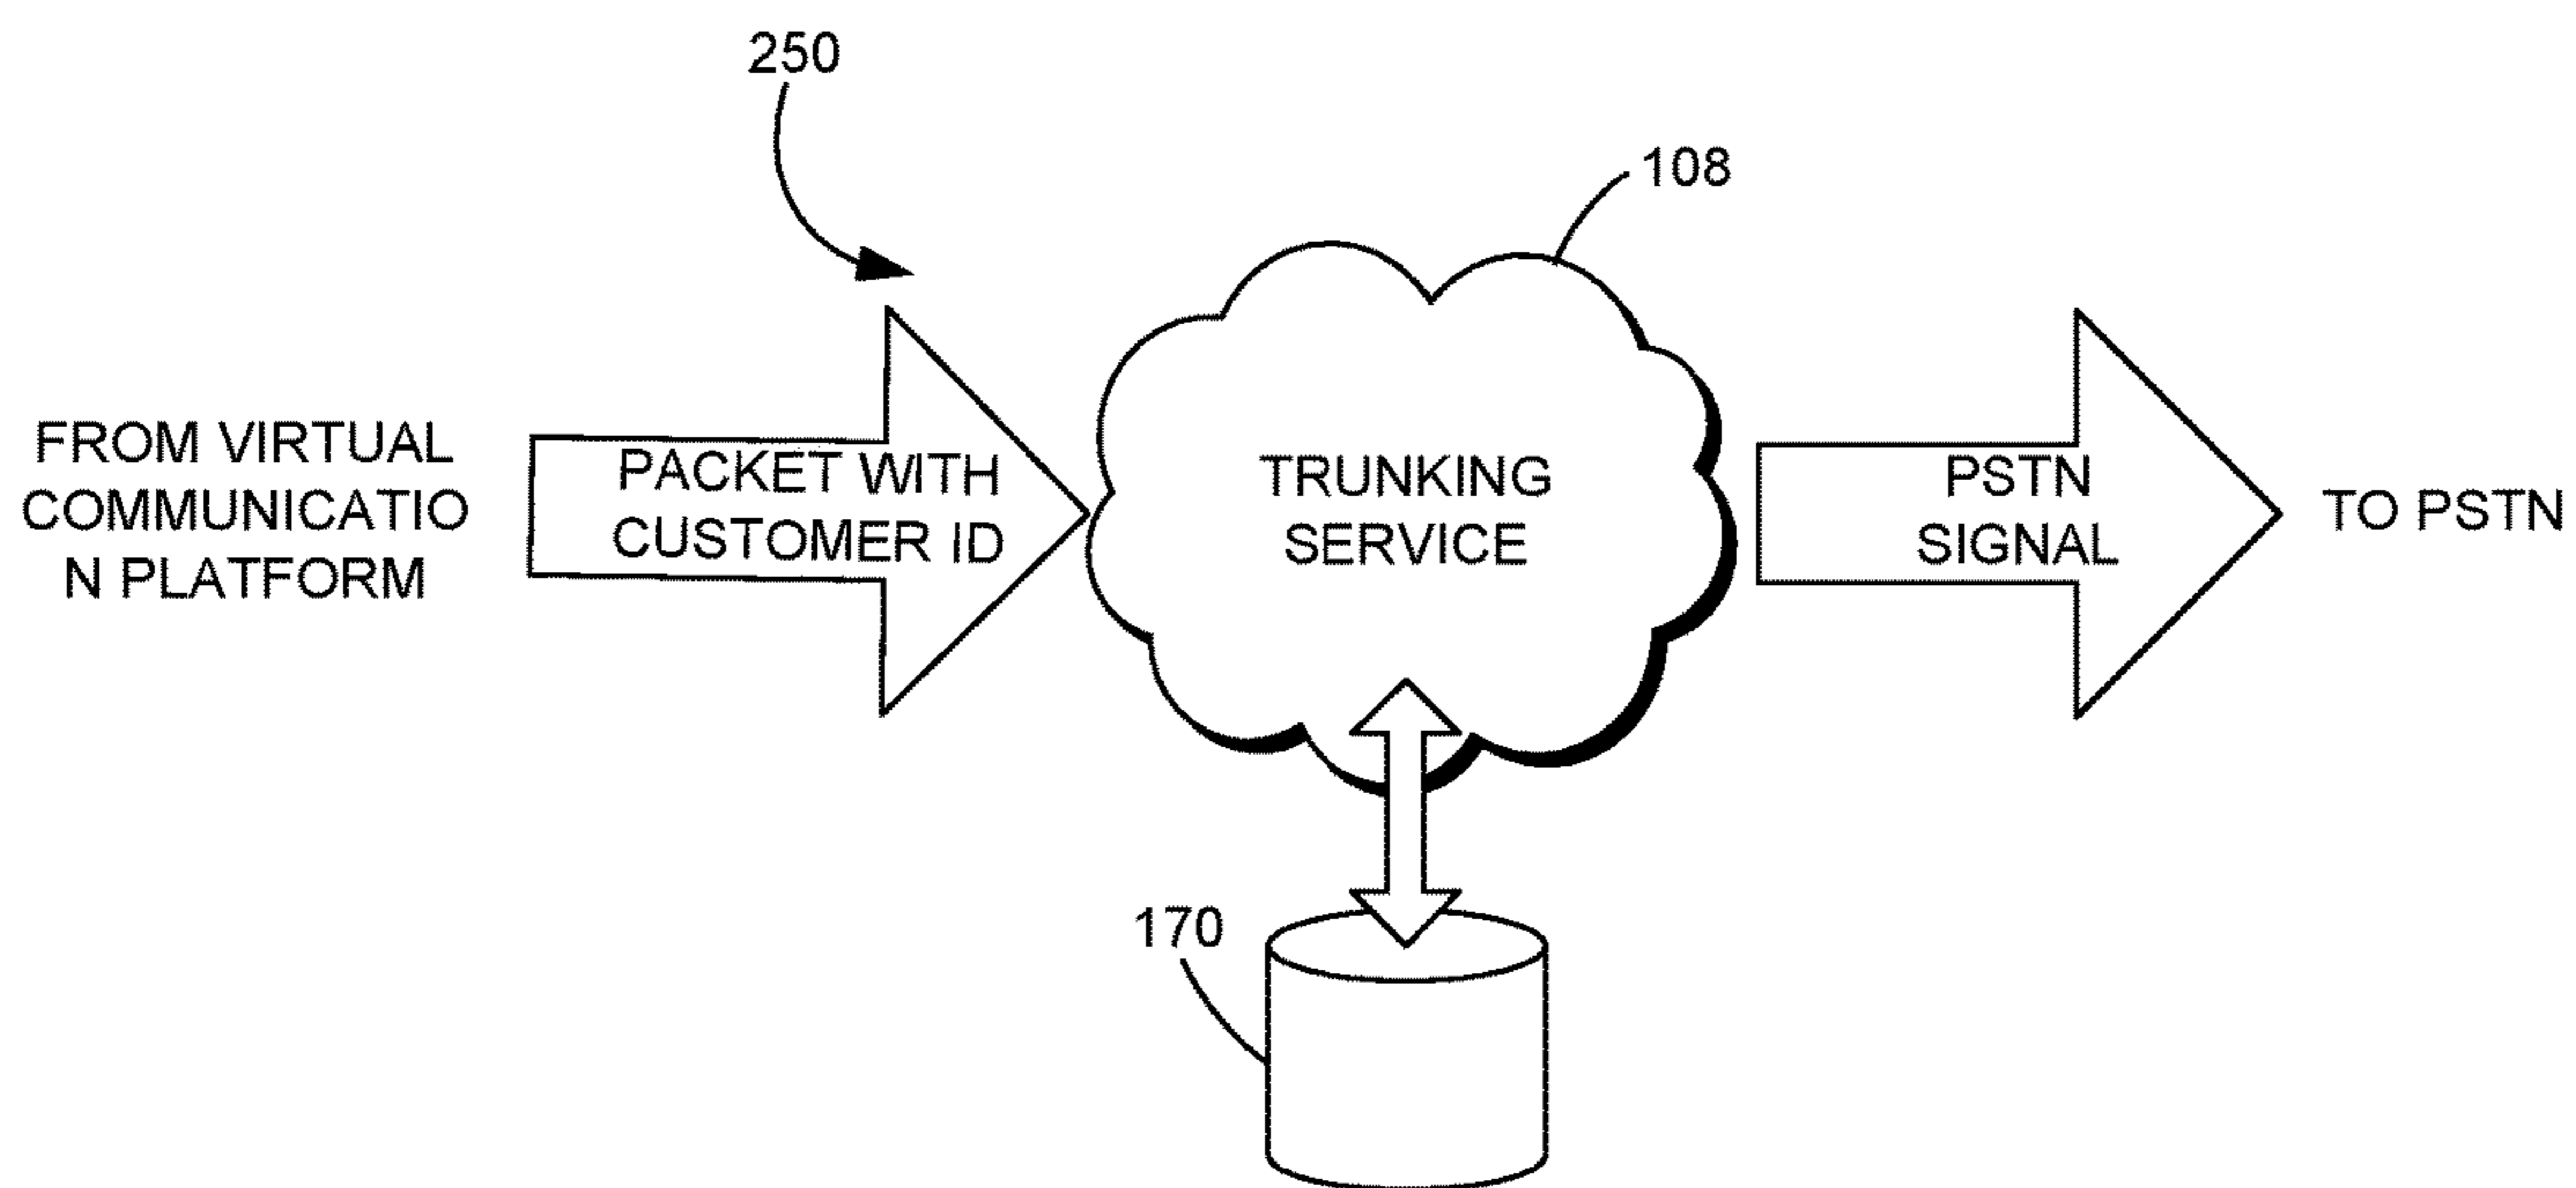 250
108
FROM VIRTUAL
COMMUNICATIO
N PLATFORM
PACKET WITH
CUSTOMER ID
TRUNKING
SERVICE
PSTN
SIGNAL
TO PSTN
170